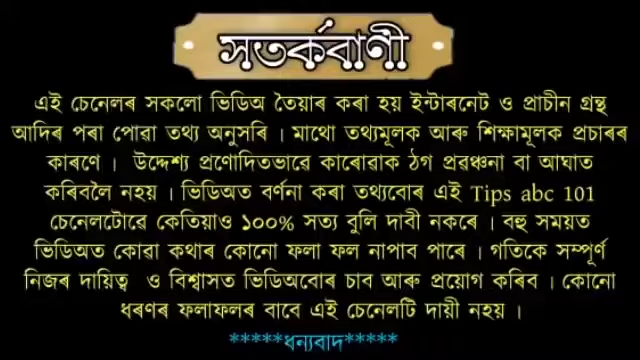 সতৰ্কবাণী
এই চেনেলৰ সকলো ভিডিঅ তৈয়াৰ কৰা হয় ইন্টাৰনেট ও প্ৰাচীন গ্ৰন্থ
আদিৰ পৰা পোৱা তথ্য অনুসৰি । মাথো তথ্যমূলক আৰু শিক্ষামূলক প্ৰচাৰৰ
কাৰণে । উদ্দেশ্য প্ৰণোদিতভাৱে কাৰোৱাক ঠগ প্ৰৱঞ্চনা বা আঘাত
কৰিবলৈ নহয় । ভিডিঅত বৰ্ণনা কৰা তথ্যবোৰ এই Tips abc 101
চেনেলটোৱে কেতিয়াও ১০০% সত্য বুলি দাবী নকৰে । বহু সময়ত
ভিডিঅত কোৱা কথাৰ কোনো ফলা ফল নাপাব পাৰে । গতিকে সম্পূৰ্ণ
নিজৰ দায়িত্ব ও বিশ্বাসত ভিডিঅবোৰ চাব আৰু প্ৰয়োগ কৰিব । কোনো
ধৰণৰ ফলাফলৰ বাবে এই চেনেলটি দায়ী নহয় ।
*****ধন্যবাদ*****